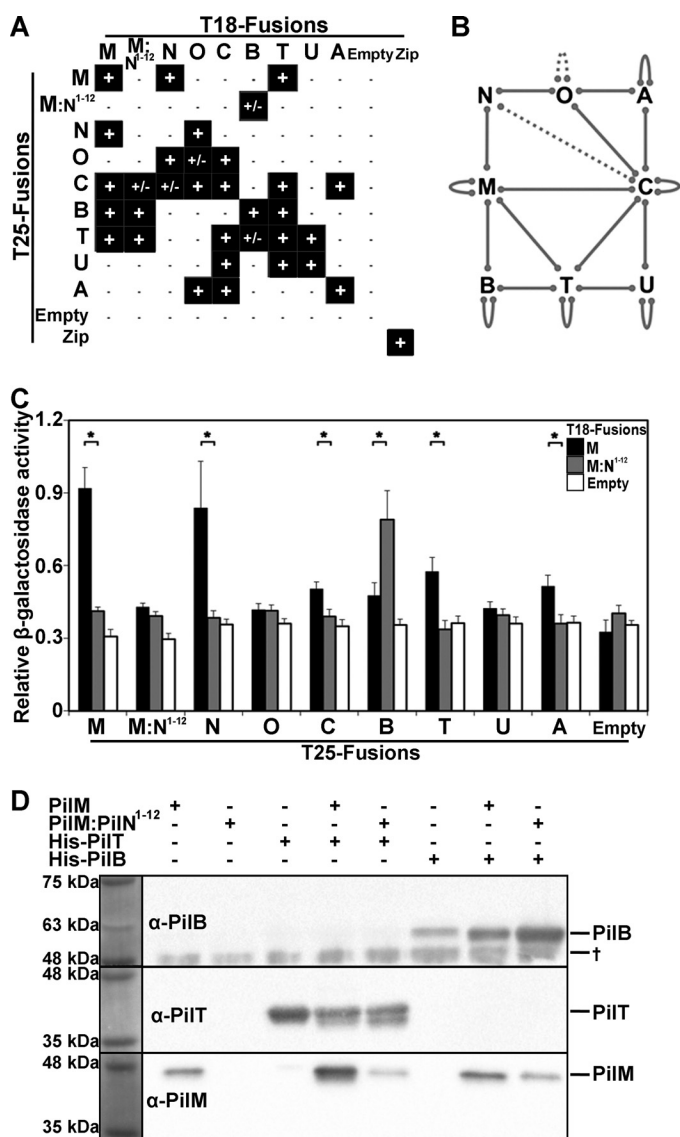 A
T18-Fusions
M M:N¹⁻¹² N O C B T U A Empty Zip
T25-Fusions
M + - + - - - + - - -
M:N¹⁻¹² - - - - - +/- - - - -
N + - - + - - - - - -
O - - + +/- + - - - - -
C + +/- +/- + + - + - + -
B + + - - - + + - - -
T + + - - + +/- + + - -
U - - - - + - + + - -
A - - - + + - - - + -
Empty - - - - - - - - - -
Zip +
B
N O A
M C
B T U
C
Relative β-galactosidase activity
1.2
0.9
0.6
0.3
0
* * * * * *
T18-Fusions
M
M:N¹⁻¹²
Empty
M M:N¹⁻¹² N O C B T U A Empty
T25-Fusions
D
PilM + - - + - - + -
PilM:PilN¹⁻¹² - + - - + - - +
His-PilT - - + + + - - -
His-PilB - - - - - + + +
75 kDa
63 kDa
48 kDa
α-PilB
PilB
†
48 kDa
35 kDa
α-PilT
PilT
48 kDa
35 kDa
α-PilM
PilM